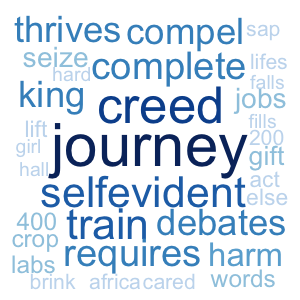 thrives compel sap
seize hard complete lifes falls
king creed jobs
lift girl journey fills 200
hall gift
selfevident act else
400 train debates
crop requires harm
labs words
brink africa cared